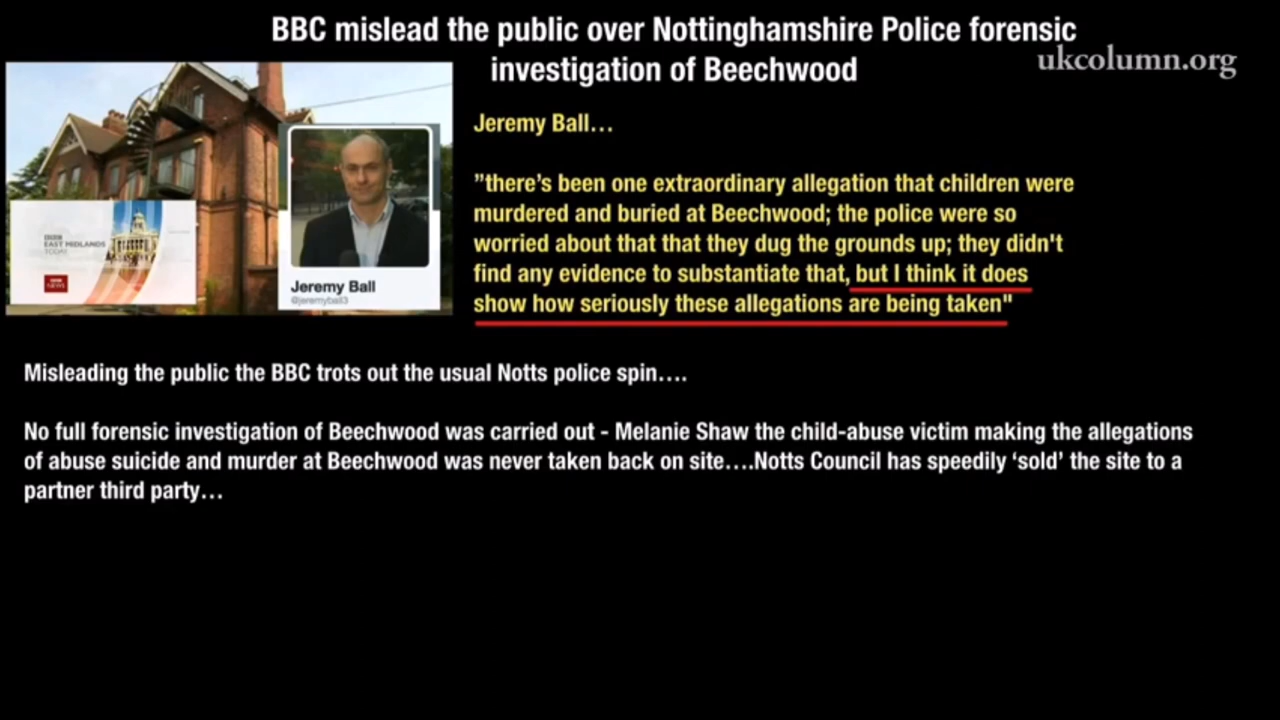 BBC mislead the public over Nottinghamshire Police forensic
investigation of Beechwood
ukcolumn.org
Jeremy Ball…
”there’s been one extraordinary allegation that children were
murdered and buried at Beechwood; the police were so
worried about that that they dug the grounds up; they didn't
find any evidence to substantiate that, but I think it does
show how seriously these allegations are being taken"
BBB
EAST MIDLANDS
TODAY
BBC
NEWS
Jeremy Ball
@jeremyball3
Misleading the public the BBC trots out the usual Notts police spin….
No full forensic investigation of Beechwood was carried out - Melanie Shaw the child-abuse victim making the allegations
of abuse suicide and murder at Beechwood was never taken back on site….Notts Council has speedily ‘sold’ the site to a
partner third party…